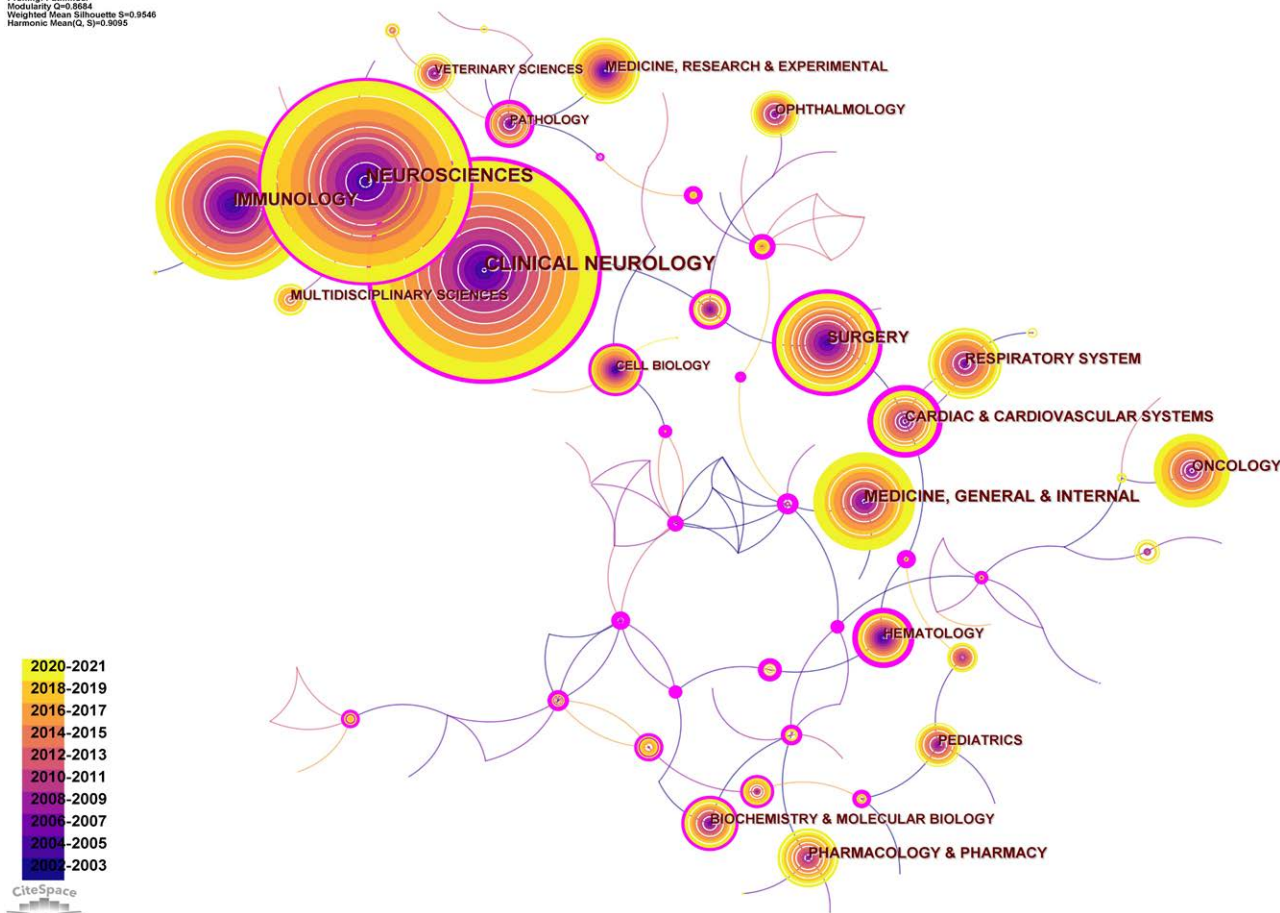 Modularity Q=0.8684
Weighted Mean Silhouette S=0.9546
Harmonic Mean(Q, S)=0.9095
VETERINARY SCIENCES
MEDICINE, RESEARCH & EXPERIMENTAL
PATHOLOGY
OPHTHALMOLOGY
NEUROSCIENCES
IMMUNOLOGY
CLINICAL NEUROLOGY
MULTIDISCIPLINARY SCIENCES
SURGERY
RESPIRATORY SYSTEM
CELL BIOLOGY
CARDIAC & CARDIOVASCULAR SYSTEMS
ONCOLOGY
MEDICINE, GENERAL & INTERNAL
HEMATOLOGY
PEDIATRICS
BIOCHEMISTRY & MOLECULAR BIOLOGY
PHARMACOLOGY & PHARMACY
2020-2021
2018-2019
2016-2017
2014-2015
2012-2013
2010-2011
2008-2009
2006-2007
2004-2005
2002-2003
CiteSpace